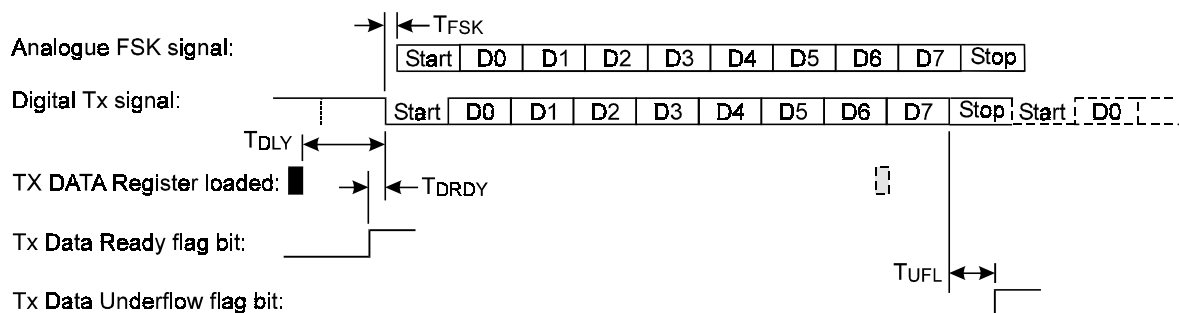 TFSK
Analogue FSK signal:
Start D0 D1 D2 D3 D4 D5 D6 D7 Stop
Digital Tx signal:
Start D0 D1 D2 D3 D4 D5 D6 D7 Stop Start D0
TDLY
TX DATA Register loaded:
TDRDY
Tx Data Ready flag bit:
TUFL
Tx Data Underflow flag bit: